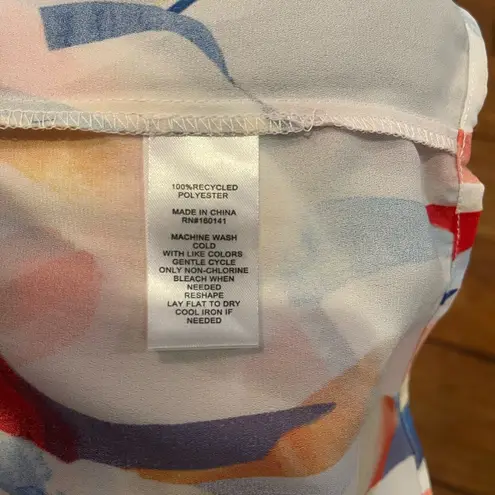 100%RECYCLED
POLYESTER
MADE IN CHINA
RN#160141
MACHINE WASH
COLD
WITH LIKE COLORS
GENTLE CYCLE
ONLY NON-CHLORINE
BLEACH WHEN
NEEDED
RESHAPE
LAY FLAT TO DRY
COOL IRON IF
NEEDED